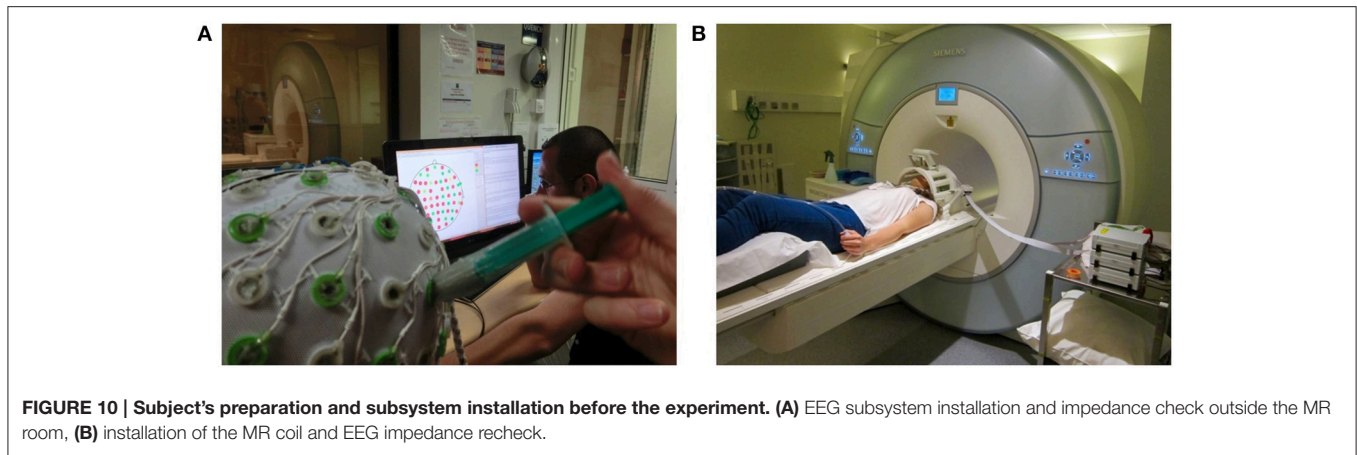 A
B
SIEMENS
FIGURE 10 | Subject's preparation and subsystem installation before the experiment. (A) EEG subsystem installation and impedance check outside the MR
room, (B) installation of the MR coil and EEG impedance recheck.